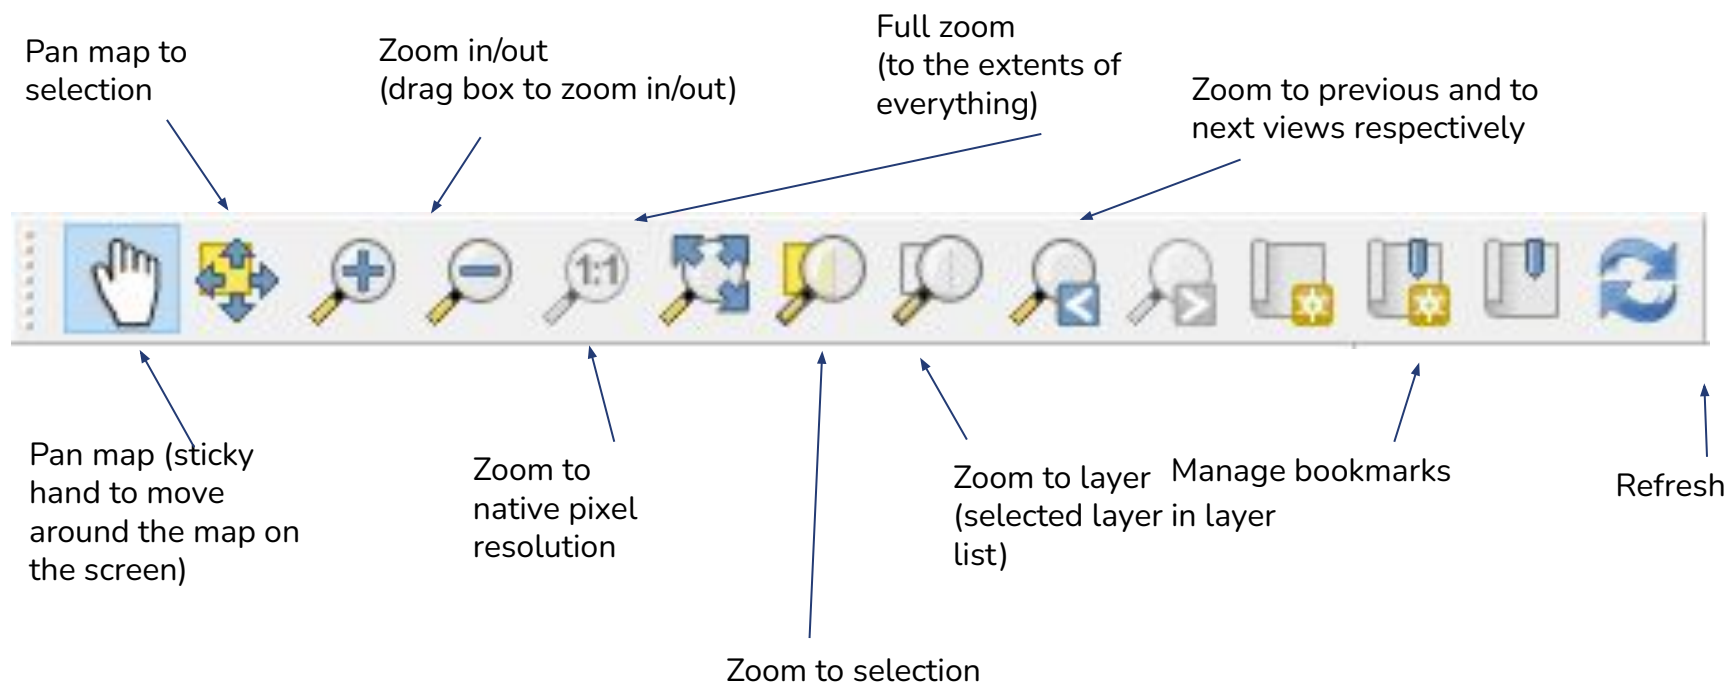 Pan map to
selection
Zoom in/out
(drag box to zoom in/out)
Full zoom
(to the extents of
everything)
Zoom to previous and to
next views respectively
1:1
Pan map (sticky
hand to move
around the map on
the screen)
Zoom to
native pixel
resolution
Zoom to selection
Zoom to layer
(selected layer in layer
list)
Manage bookmarks
Refresh